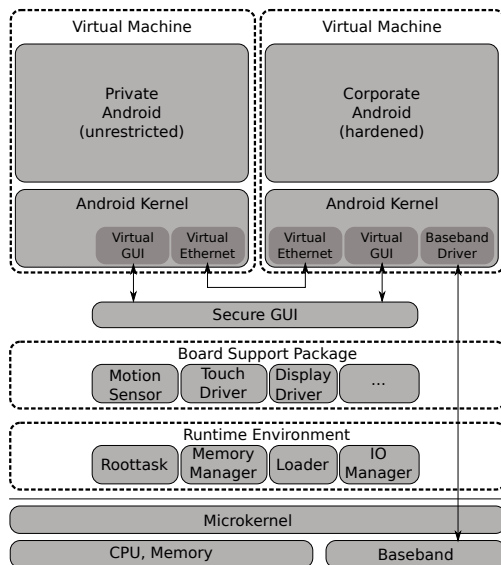 Virtual Machine
Private
Android
(unrestricted)
Android Kernel
Virtual
GUI
Virtual
Ethernet
Virtual Machine
Corporate
Android
(hardened)
Android Kernel
Virtual
Ethernet
Virtual
GUI
Baseband
Driver
Secure GUI
Board Support Package
Motion
Sensor
Touch
Driver
Display
Driver
...
Runtime Environment
Roottask
Memory
Manager
Loader
IO
Manager
Microkernel
CPU, Memory
Baseband